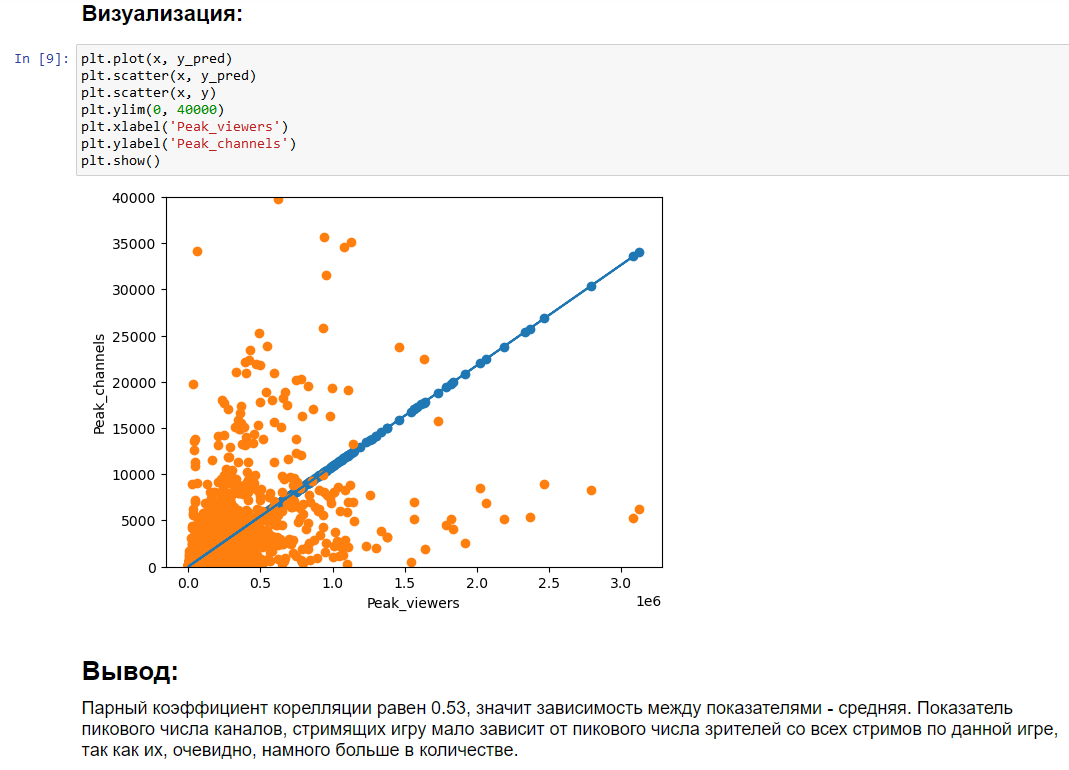 Визуализация:
In [9]:
plt.plot(x, y_pred)
plt.scatter(x, y_pred)
plt.scatter(x, y)
plt.ylim(0, 40000)
plt.xlabel('Peak_viewers')
plt.ylabel('Peak_channels')
plt.show()
40000
35000
30000
25000
20000
15000
10000
5000
0
Peak_channels
0.0 0.5 1.0 1.5 2.0 2.5 3.0
1e6
Peak_viewers
Вывод:
Парный коэффициент корелляции равен 0.53, значит зависимость между показателями - средняя. Показатель
пикового числа каналов, стримящих игру мало зависит от пикового числа зрителей со всех стримов по данной игре,
так как их, очевидно, намного больше в количестве.